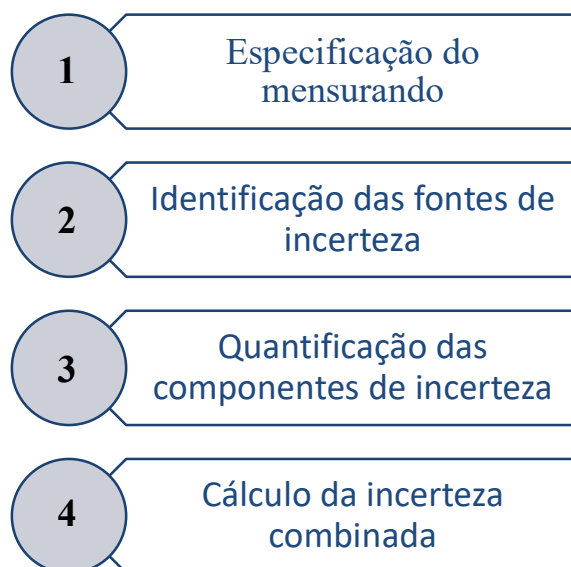 1
Especificação do
mensurando
2
Identificação das fontes de
incerteza
3
Quantificação das
componentes de incerteza
4
Cálculo da incerteza
combinada